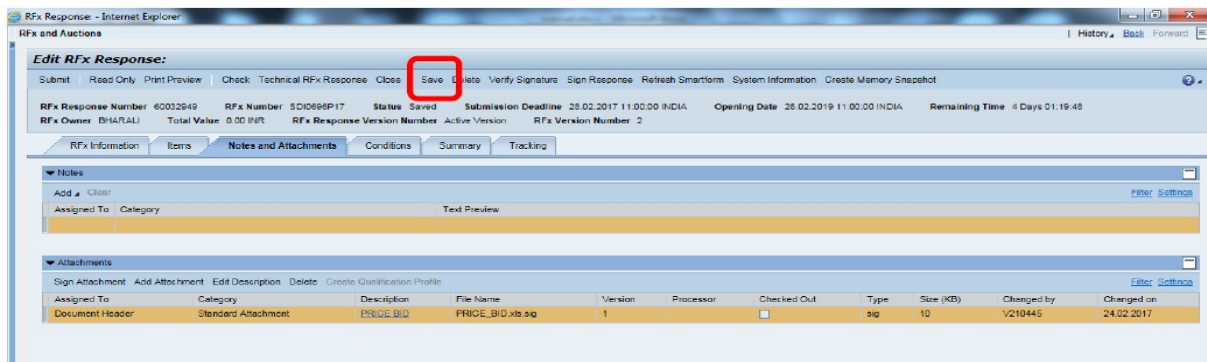 RFx Response: - Internet Explorer
RFx and Auctions
History Back Forward
Edit RFx Response:
Submit Read Only Print Preview Check Technical RFx Response Close Save Delete Verify Signature Sign Response Refresh Smartform System Information Create Memory Snapshot
RFx Response Number 60032949 RFx Number SDI0696P17 Status Saved Submission Deadline 28.02.2017 11:00:00 INDIA Opening Date 28.02.2019 11:00:00 INDIA Remaining Time 4 Days 01:19:48
RFx Owner BHARALI Total Value 0.00 INR RFx Response Version Number Active Version RFx Version Number 2
RFx Information Items Notes and Attachments Conditions Summary Tracking
Notes
Add Clear Filter Settings
Assigned To Category Text Preview
Attachments
Sign Attachment Add Attachment Edit Description Delete Create Qualification Profile Filter Settings
Assigned To Category Description File Name Version Processor Checked Out Type Size (KB) Changed by Changed on
Document Header Standard Attachment PRICE BID PRICE_BID.xls.sig 1 sig 10 V210445 24.02.2017